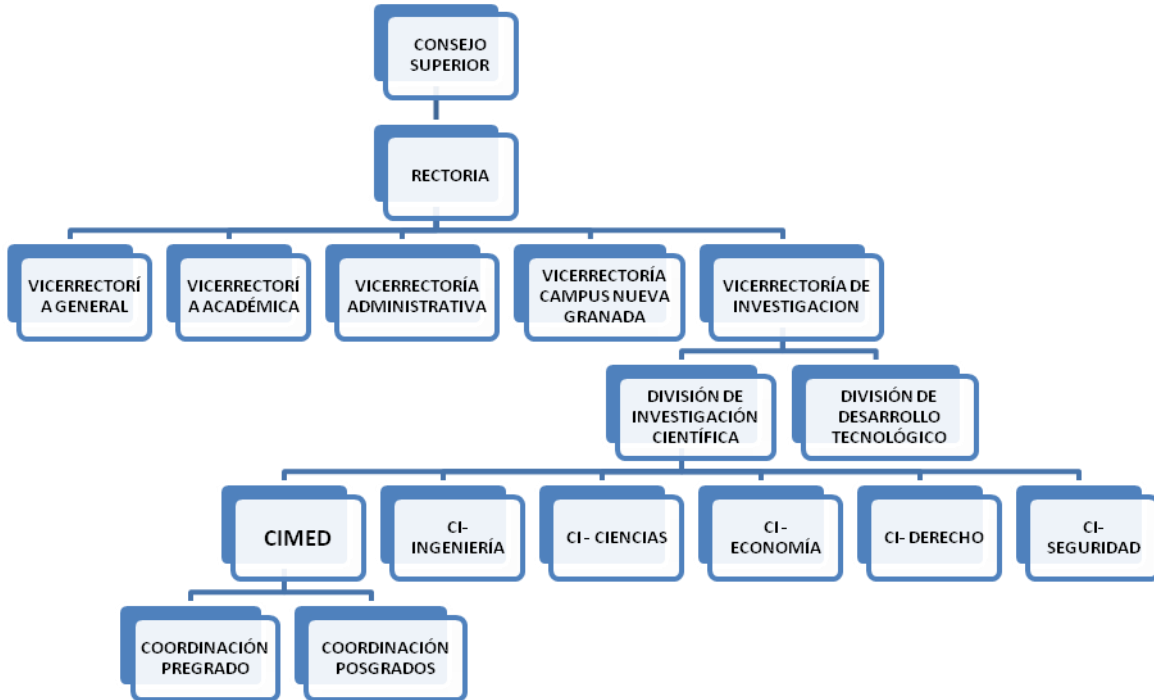 CONSEJO
SUPERIOR
RECTORIA
VICERRECTORÍ
A GENERAL
VICERRECTORÍ
A ACADÉMICA
VICERRECTORÍA
ADMINISTRATIVA
VICERRECTORÍA
CAMPUS NUEVA
GRANADA
VICERRECTORÍA DE
INVESTIGACION
DIVISIÓN DE
INVESTIGACIÓN
CIENTÍFICA
DIVISIÓN DE
DESARROLLO
TECNOLÓGICO
CIMED
CI-
INGENIERÍA
CI - CIENCIAS
CI -
ECONOMÍA
CI- DERECHO
CI-
SEGURIDAD
COORDINACIÓN
PREGRADO
COORDINACIÓN
POSGRADOS